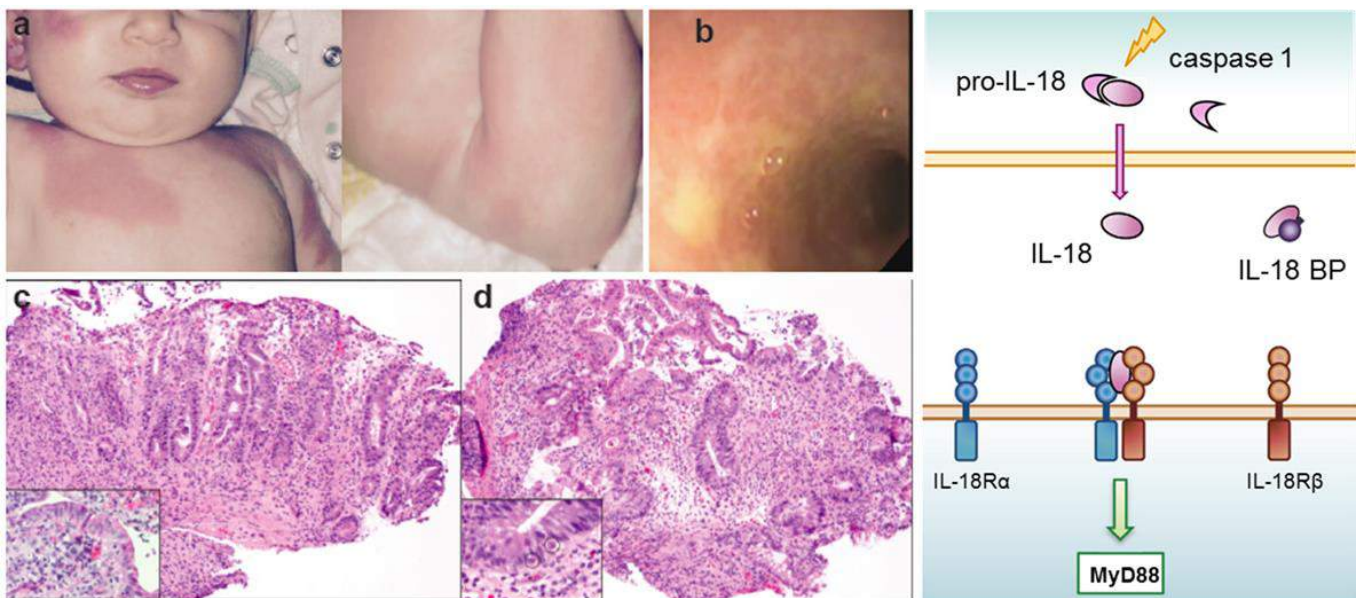 a
b
c
d
caspase 1
pro-IL-18
IL-18
IL-18 BP
IL-18Rα
IL-18Rβ
MyD88